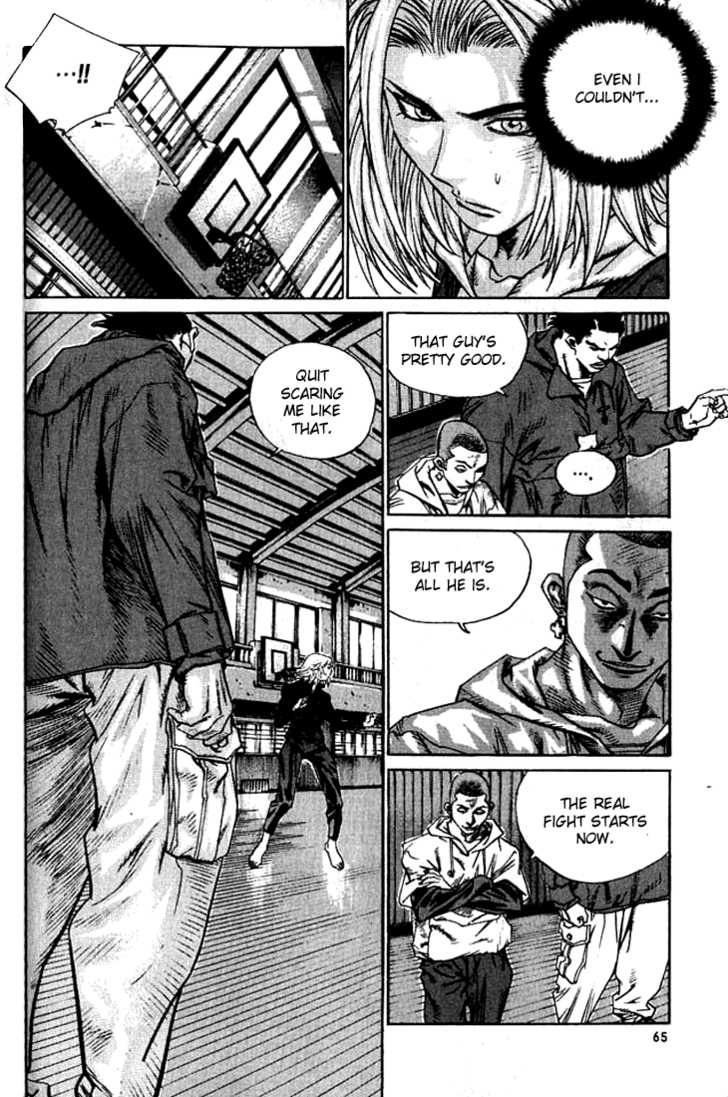 EVEN I
COULDN'T...
...!!
THAT GUY'S
PRETTY GOOD.
....
BUT THAT'S
ALL HE IS.
THE REAL
FIGHT STARTS
NOW.
QUIT
SCARING
ME LIKE
THAT.
65